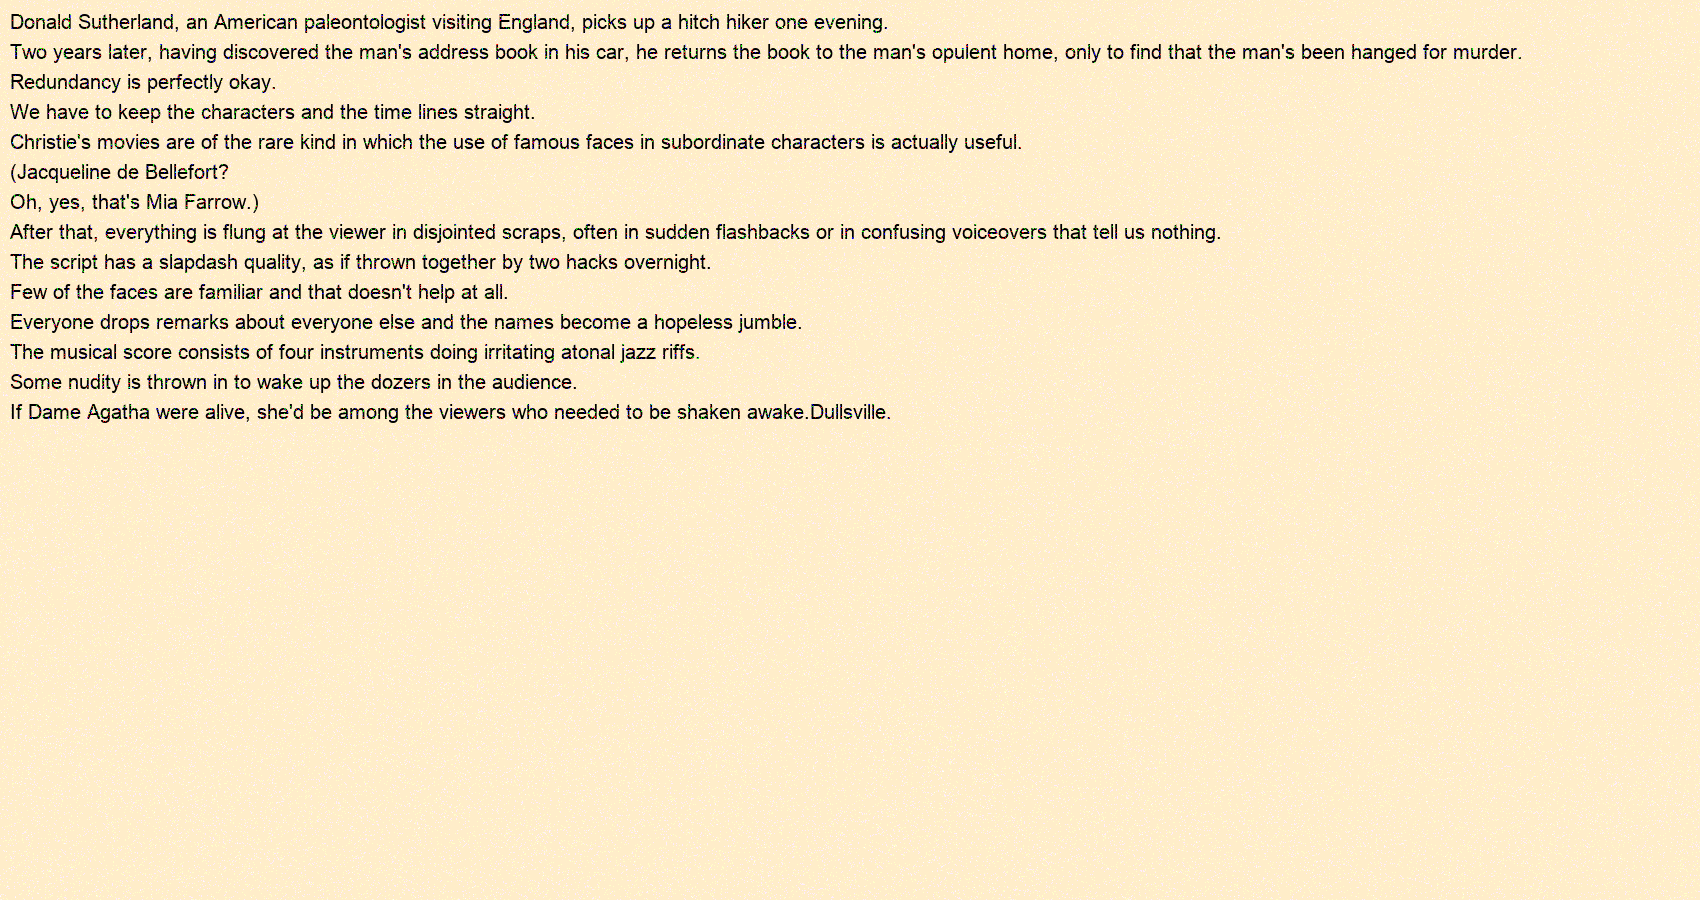 Donald Sutherland, an American paleontologist visiting England, picks up a hitch hiker one evening.
Two years later, having discovered the man's address book in his car, he returns the book to the man's opulent home, only to find that the man's been hanged for murder.
Redundancy is perfectly okay.
We have to keep the characters and the time lines straight.
Christie's movies are of the rare kind in which the use of famous faces in subordinate characters is actually useful.
(Jacqueline de Bellefort?
Oh, yes, that's Mia Farrow.)
After that, everything is flung at the viewer in disjointed scraps, often in sudden flashbacks or in confusing voiceovers that tell us nothing.
The script has a slapdash quality, as if thrown together by two hacks overnight.
Few of the faces are familiar and that doesn't help at all.
Everyone drops remarks about everyone else and the names become a hopeless jumble.
The musical score consists of four instruments doing irritating atonal jazz riffs.
Some nudity is thrown in to wake up the dozers in the audience.
If Dame Agatha were alive, she'd be among the viewers who needed to be shaken awake.Dullsville.